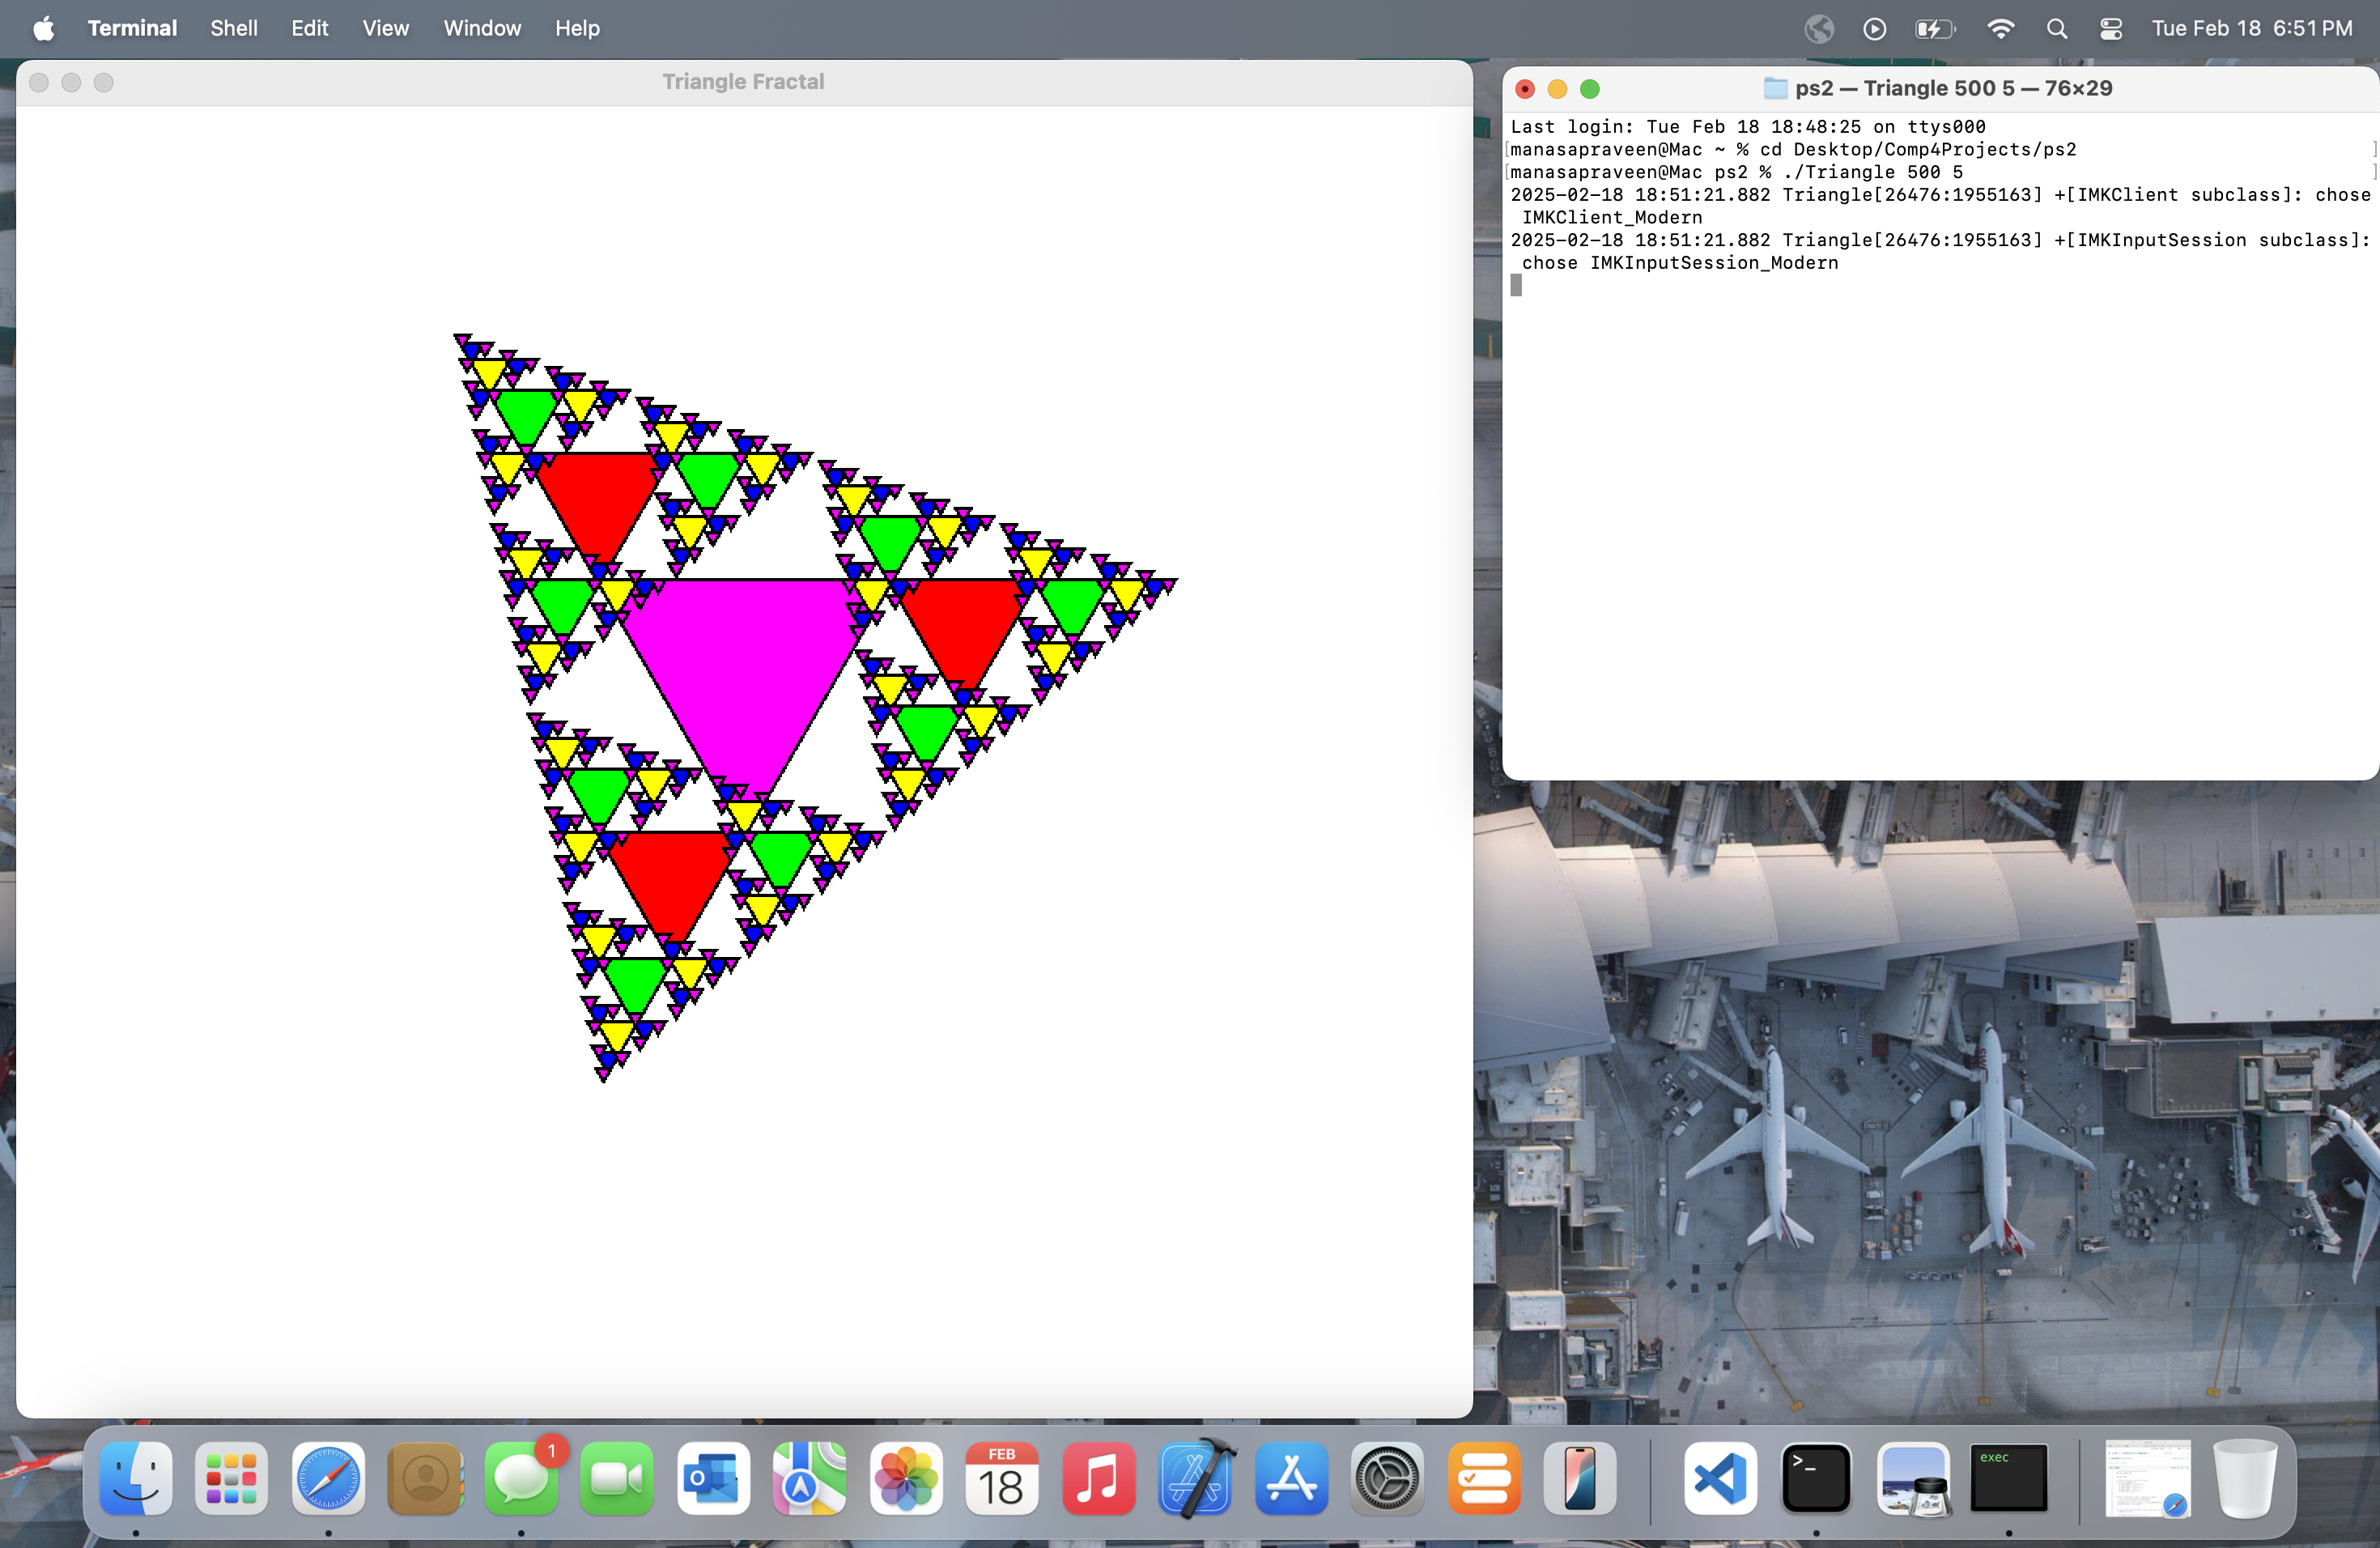 Terminal Shell Edit View Window Help Tue Feb 18 6:51 PM
Triangle Fractal
ps2 — Triangle 500 5 — 76×29
Last login: Tue Feb 18 18:48:25 on ttys000
[manasapraveen@Mac ~ % cd Desktop/Comp4Projects/ps2 ]
[manasapraveen@Mac ps2 % ./Triangle 500 5 ]
2025-02-18 18:51:21.882 Triangle[26476:1955163] +[IMKClient subclass]: chose
IMKClient_Modern
2025-02-18 18:51:21.882 Triangle[26476:1955163] +[IMKInputSession subclass]:
chose IMKInputSession_Modern
1
FEB
18
>_
exec